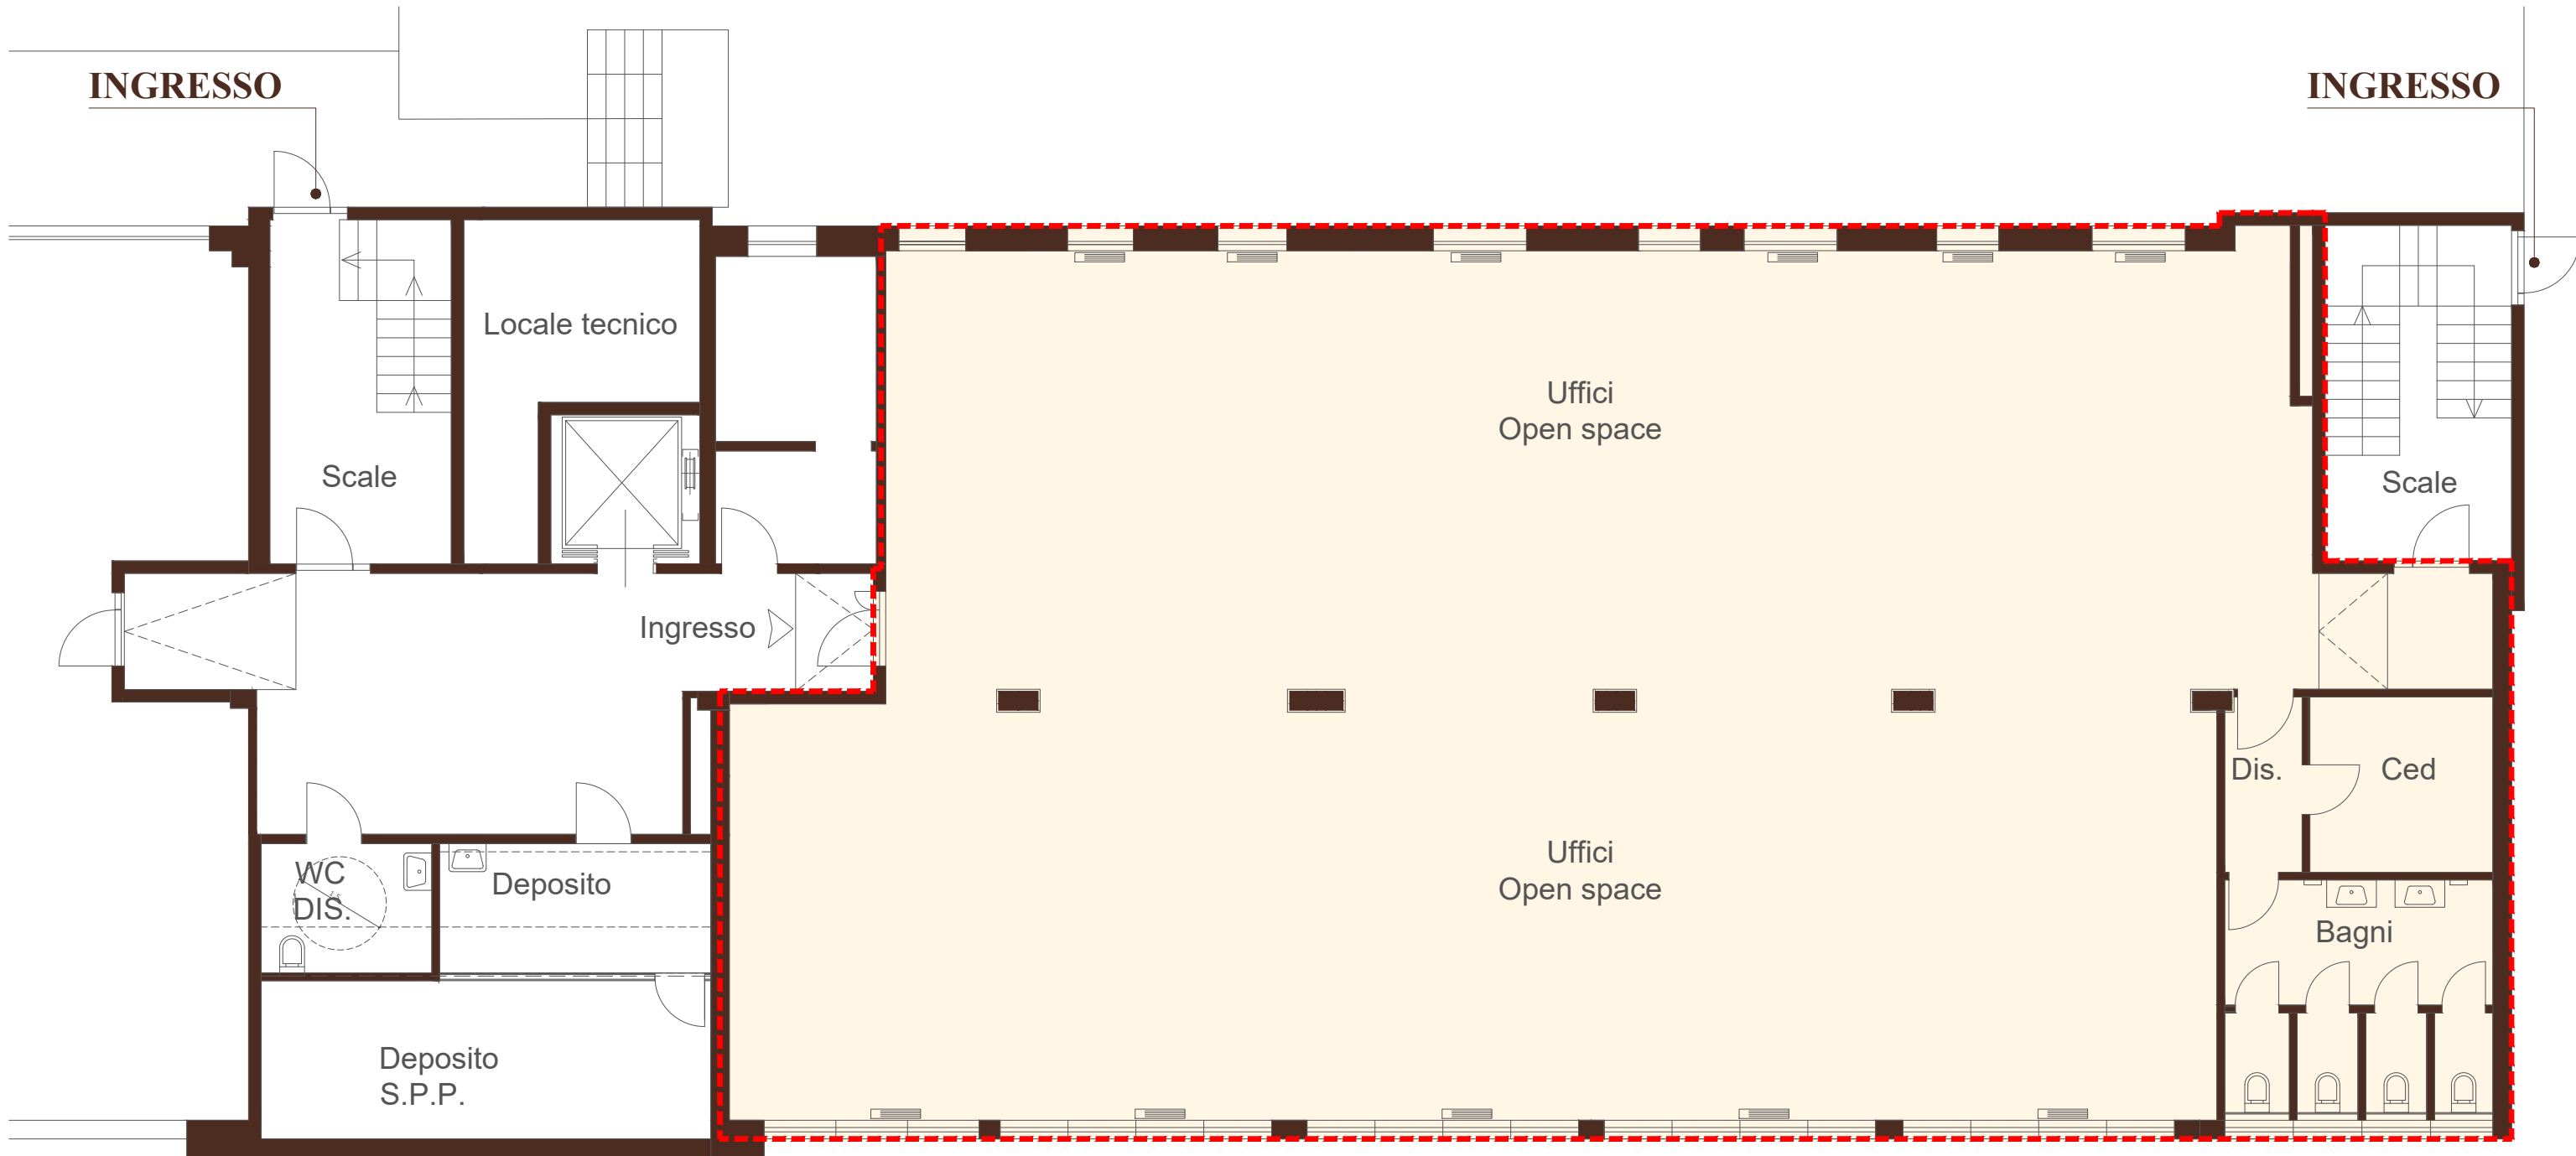 INGRESSO
INGRESSO
Locale tecnico
Uffici
Open space
Scale
Scale
Ingresso
Dis.
Ced
Uffici
Open space
WC
DIS.
Deposito
Bagni
Deposito
S.P.P.